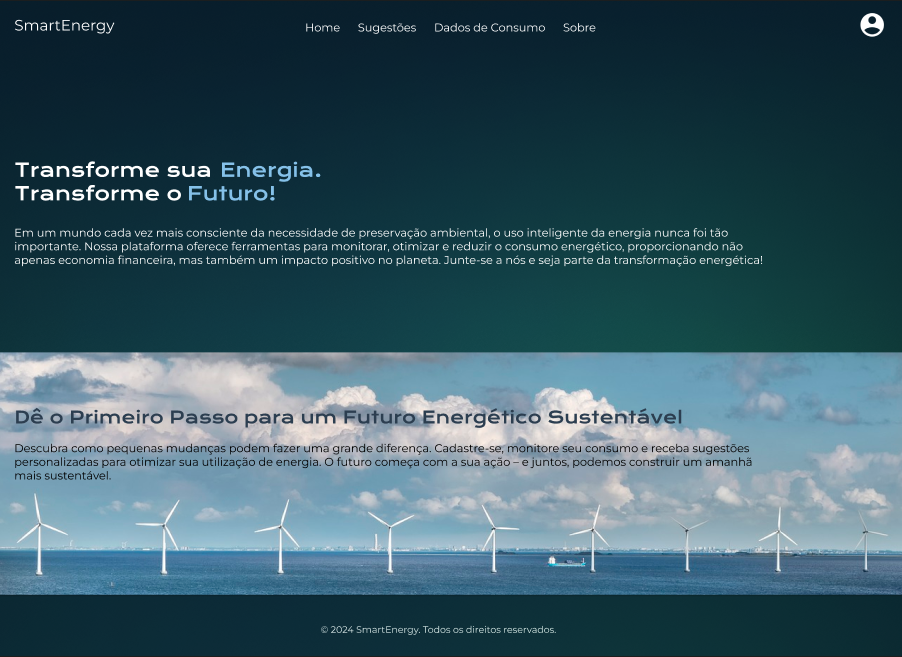 SmartEnergy
Home Sugestões Dados de Consumo Sobre
Transforme sua Energia.
Transforme o Futuro!
Em um mundo cada vez mais consciente da necessidade de preservação ambiental, o uso inteligente da energia nunca foi tão
importante. Nossa plataforma oferece ferramentas para monitorar, otimizar e reduzir o consumo energético, proporcionando não
apenas economia financeira, mas também um impacto positivo no planeta. Junte-se a nós e seja parte da transformação energética!
Dê o Primeiro Passo para um Futuro Energético Sustentável
Descubra como pequenas mudanças podem fazer uma grande diferença. Cadastre-se, monitore seu consumo e receba sugestões
personalizadas para otimizar sua utilização de energia. O futuro começa com a sua ação – e juntos, podemos construir um amanhã
mais sustentável.
© 2024 SmartEnergy. Todos os direitos reservados.